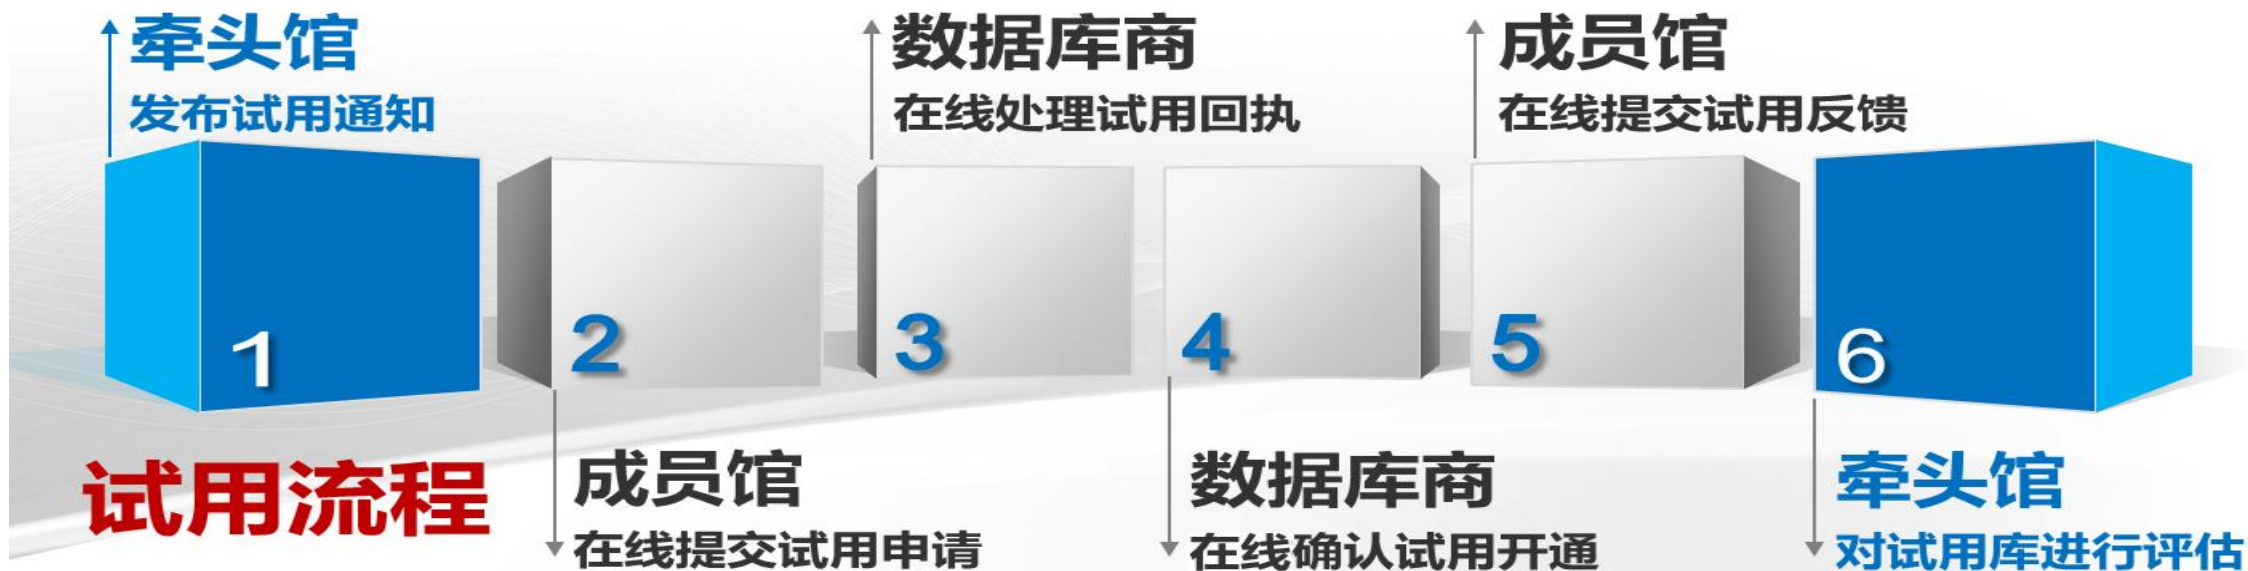 牵头馆
发布试用通知
数据库商
在线处理试用回执
成员馆
在线提交试用反馈
1
2
3
4
5
6
试用流程
成员馆
在线提交试用申请
数据库商
在线确认试用开通
牵头馆
对试用库进行评估